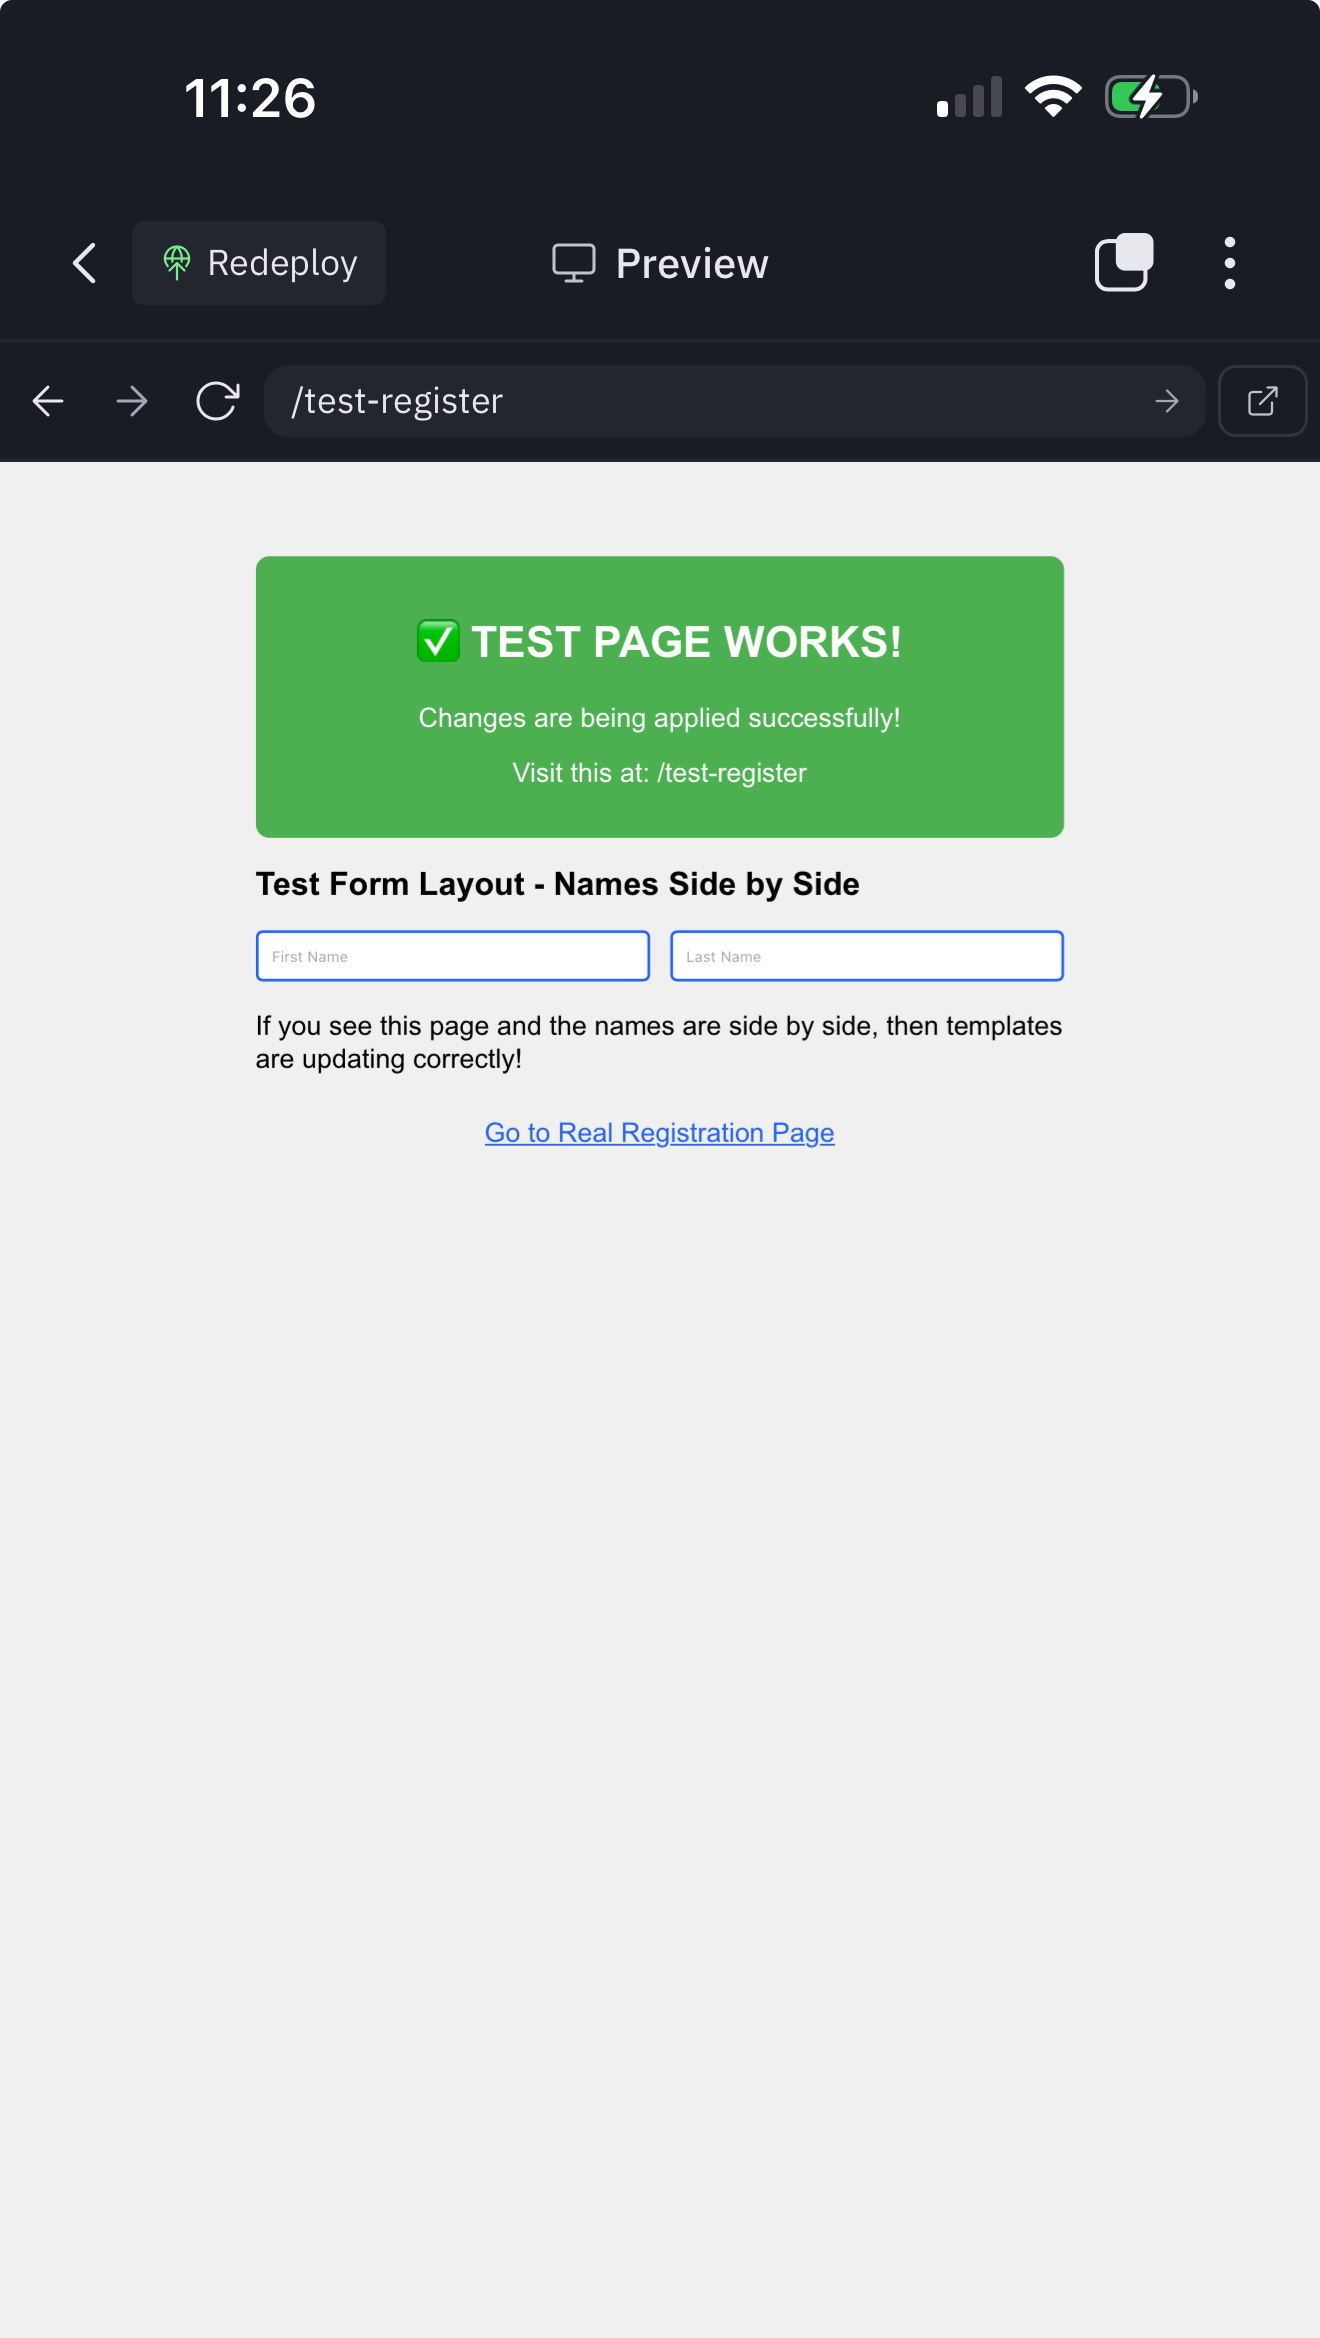 11:26
Redeploy
Preview
/test-register
✅ TEST PAGE WORKS!
Changes are being applied successfully!
Visit this at: /test-register
Test Form Layout - Names Side by Side
First Name
Last Name
If you see this page and the names are side by side, then templates
are updating correctly!
Go to Real Registration Page